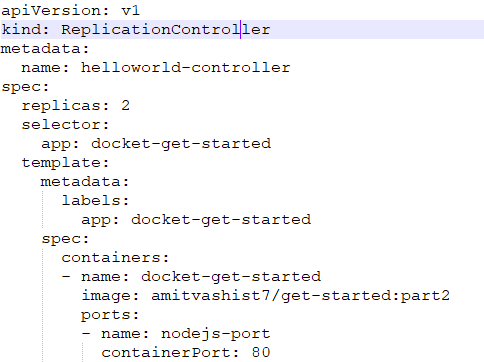 apiVersion: v1
kind: ReplicationController
metadata:
  name: helloworld-controller
spec:
  replicas: 2
  selector:
    app: docket-get-started
  template:
    metadata:
      labels:
        app: docket-get-started
    spec:
      containers:
      - name: docket-get-started
        image: amitvashist7/get-started:part2
        ports:
        - name: nodejs-port
          containerPort: 80